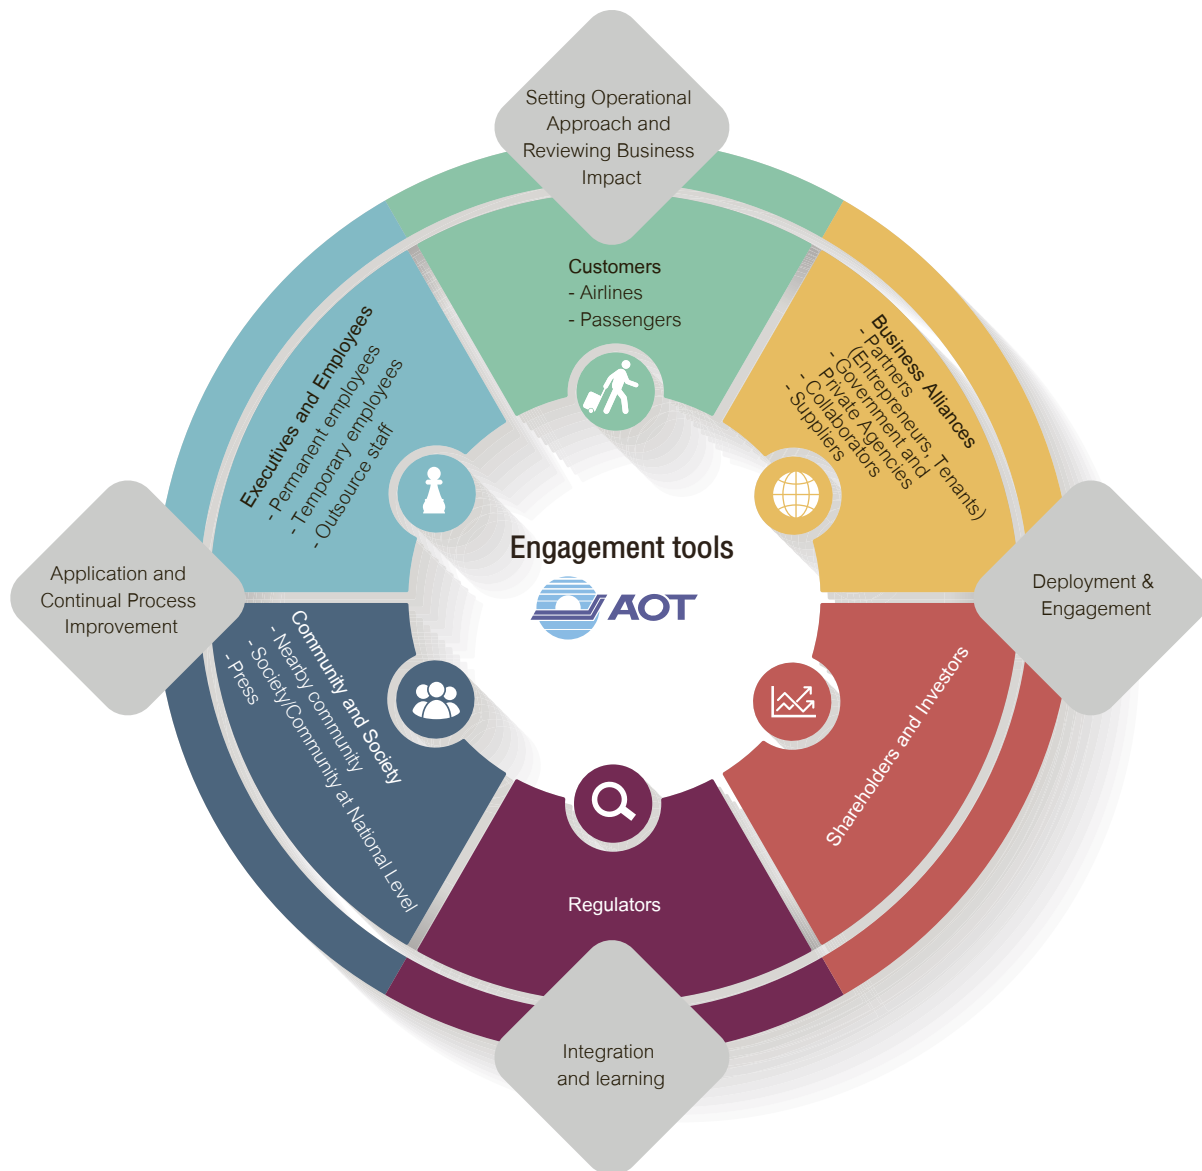 Setting Operational
Approach and
Reviewing Business
Impact
Customers
- Airlines
- Passengers
Business Alliances
- Partners
(Entrepreneurs, Tenants)
- Government and
Private Agencies
- Collaborators
- Suppliers
Executives and Employees
- Permanent employees
- Temporary employees
- Outsource staff
Engagement tools
AOT
Application and
Continual Process
Improvement
Deployment &
Engagement
Community and Society
- Nearby community
- Society/Community at National Level
- Press
Shareholders and Investors
Regulators
Integration
and learning